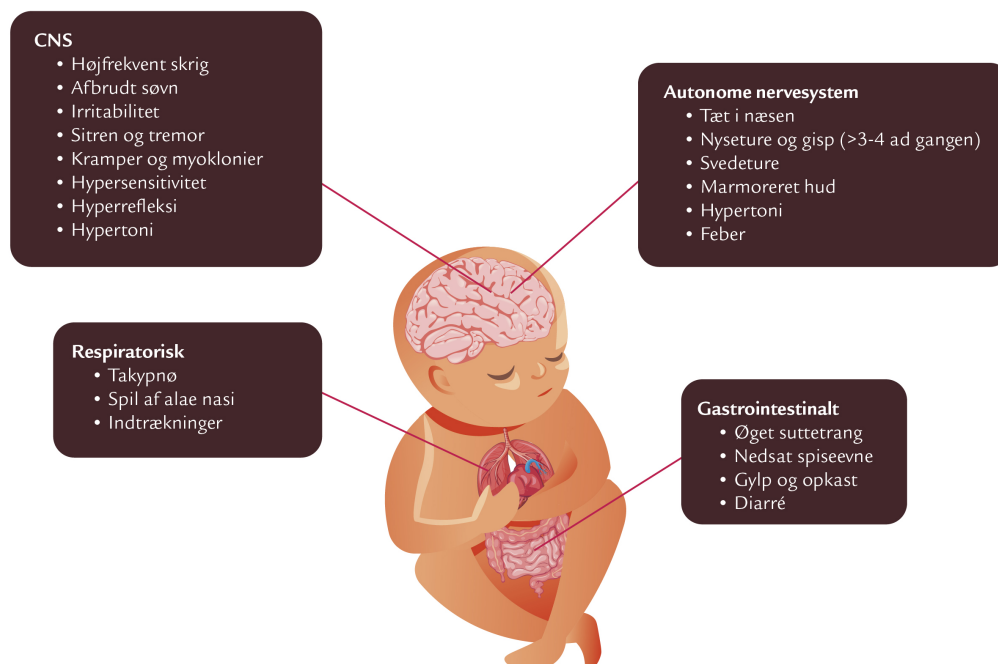 CNS
• Højfrekvent skrig
• Afbrudt søvn
• Irritabilitet
• Sitren og tremor
• Kramper og myoklonier
• Hypersensitivitet
• Hyperrefleksi
• Hypertoni
Autonome nervesystem
• Tæt i næsen
• Nyseture og gisp (>3-4 ad gangen)
• Svedeture
• Marmoreret hud
• Hypertoni
• Feber
Respiratorisk
• Takypnø
• Spil af alae nasi
• Indtrækninger
Gastrointestinalt
• Øget suttetrang
• Nedsat spiseevne
• Gylp og opkast
• Diarré